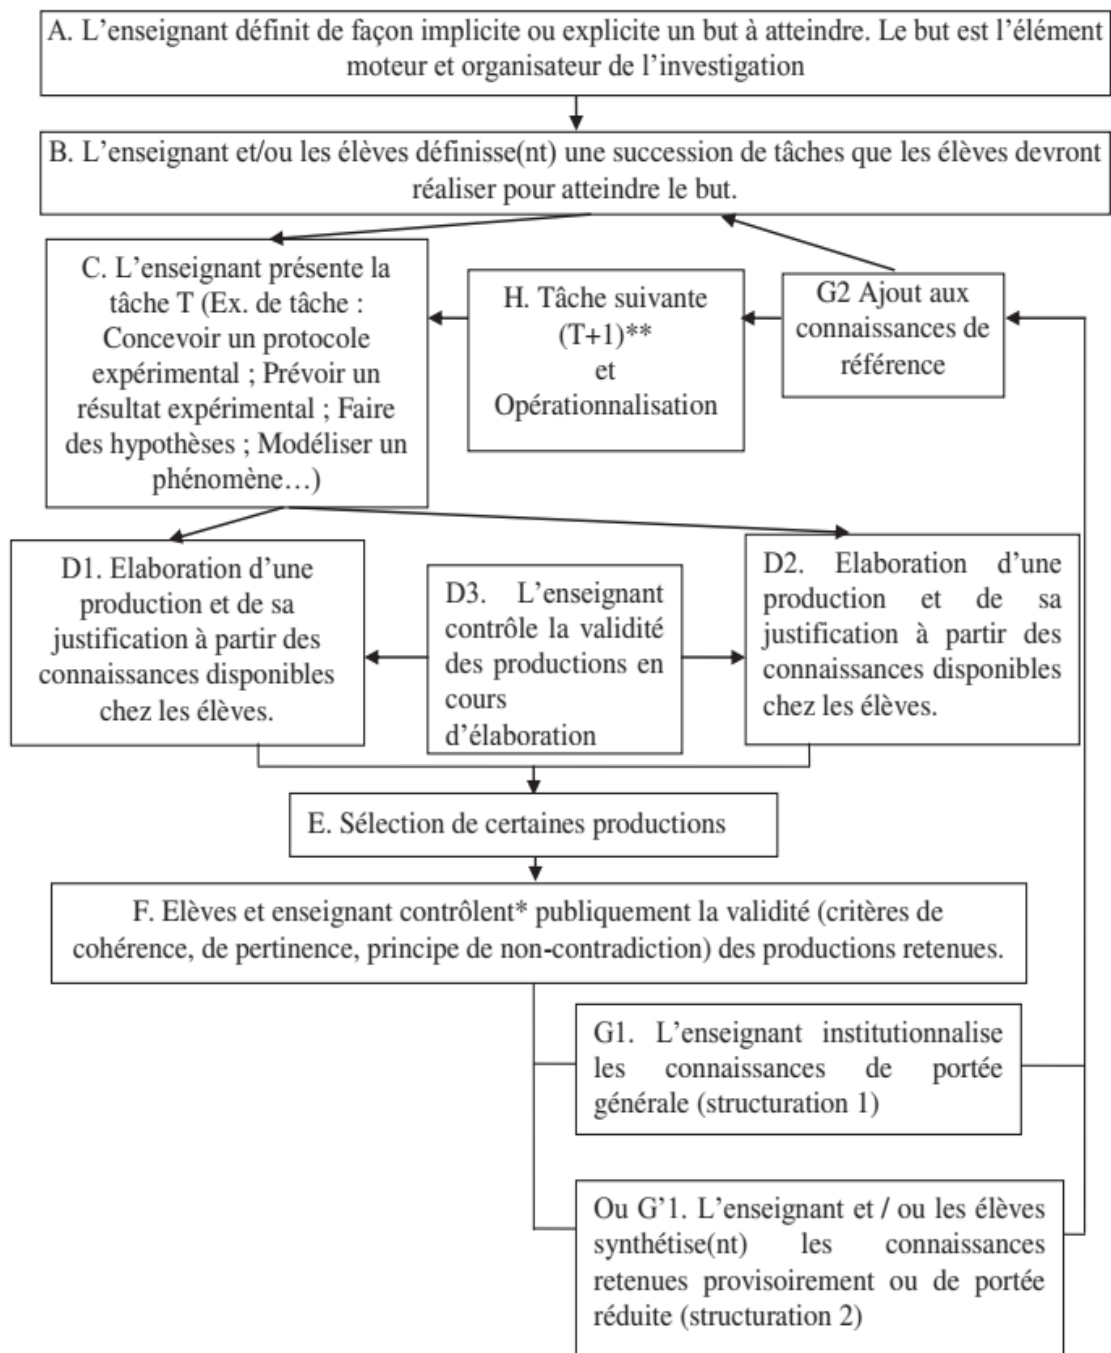 A. L’enseignant définit de façon implicite ou explicite un but à atteindre. Le but est l’élément
moteur et organisateur de l’investigation
B. L’enseignant et/ou les élèves définisse(nt) une succession de tâches que les élèves devront
réaliser pour atteindre le but.
C. L’enseignant présente la
tâche T (Ex. de tâche :
Concevoir un protocole
expérimental ; Prévoir un
résultat expérimental ; Faire
des hypothèses ; Modéliser un
phénomène…)
H. Tâche suivante
(T+1)**
et
Opérationnalisation
G2 Ajout aux
connaissances de
référence
D1. Elaboration d’une
production et de sa
justification à partir des
connaissances disponibles
chez les élèves.
D3. L’enseignant
contrôle la validité
des productions en
cours
d’élaboration
D2. Elaboration d’une
production et de sa
justification à partir des
connaissances disponibles
chez les élèves.
E. Sélection de certaines productions
F. Elèves et enseignant contrôlent* publiquement la validité (critères de
cohérence, de pertinence, principe de non-contradiction) des productions retenues.
G1. L’enseignant institutionnalise
les connaissances de portée
générale (structuration 1)
Ou G’1. L’enseignant et / ou les élèves
synthétise(nt) les connaissances
retenues provisoirement ou de portée
réduite (structuration 2)